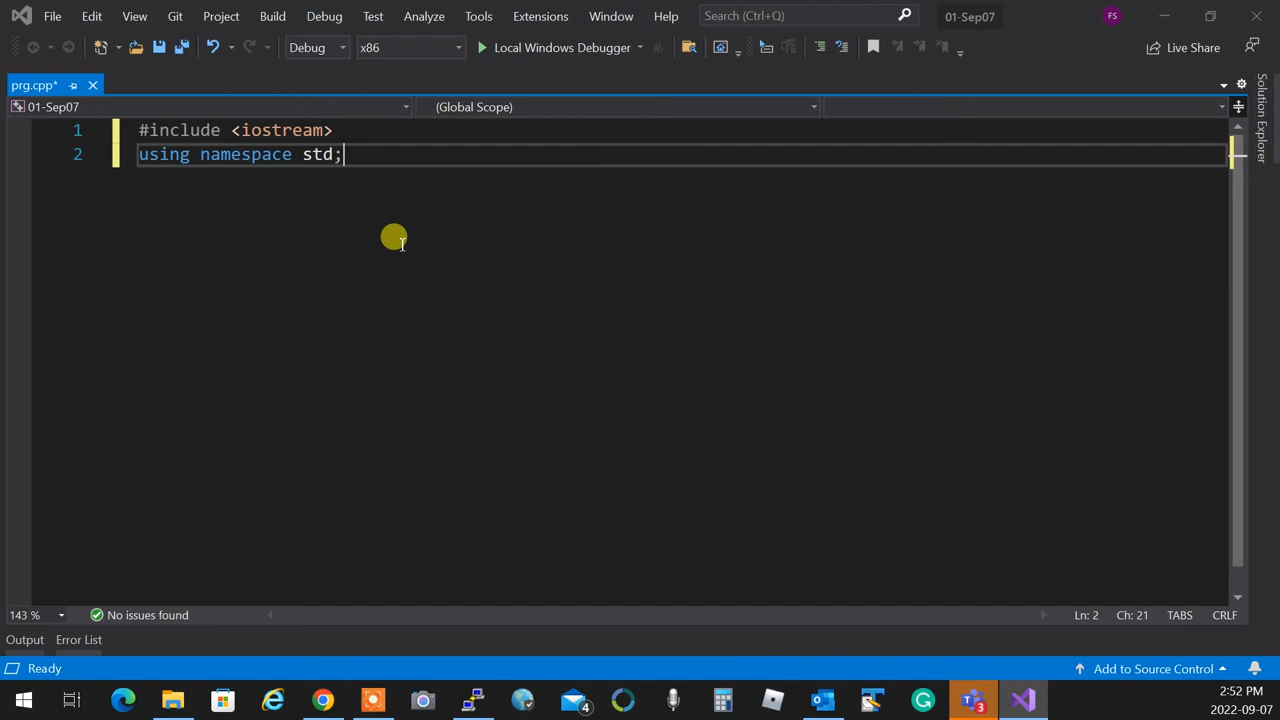 File Edit View Git Project Build Debug Test Analyze Tools Extensions Window Help Search (Ctrl+Q) 01-Sep07 FS
Debug x86 Local Windows Debugger Live Share
prg.cpp*
01-Sep07 (Global Scope)
Solution Explorer
1 #include <iostream>
2 using namespace std;
143 % No issues found Ln: 2 Ch: 21 TABS CRLF
Output Error List
Ready Add to Source Control
4 3 2:52 PM
2022-09-07